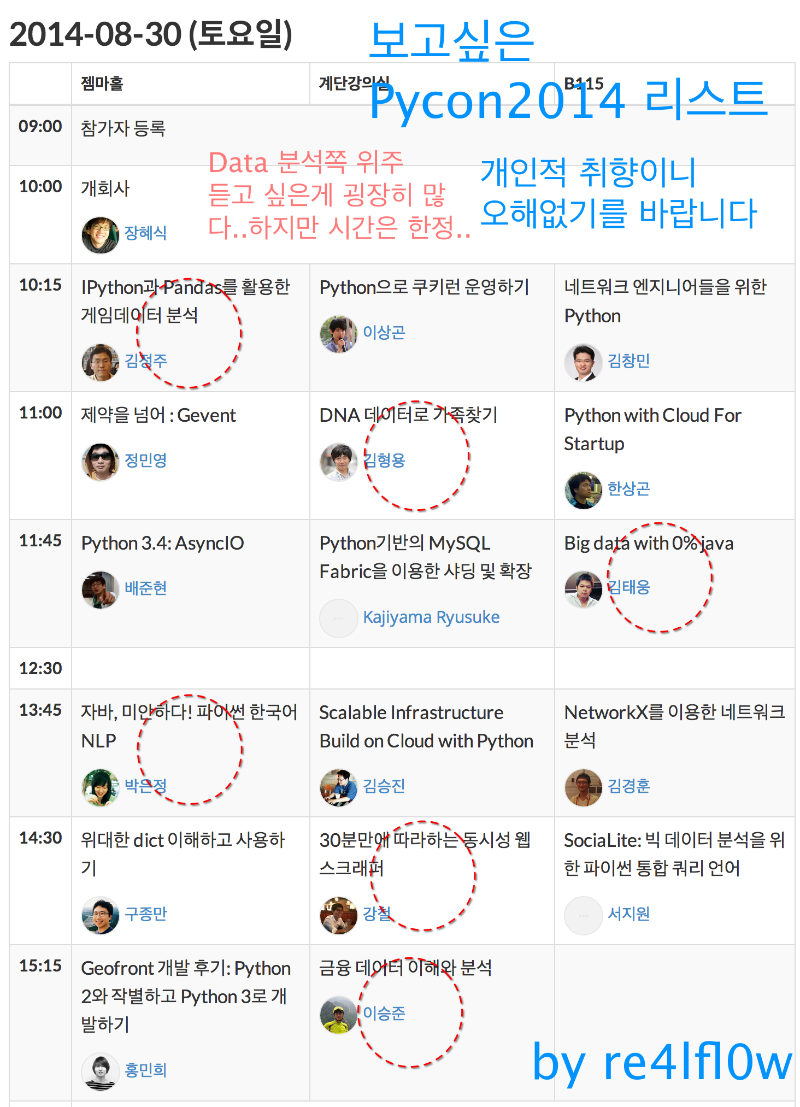 2014-08-30 (토요일)
보고싶은
Pycon2014 리스트
젬마홀
계단강의실
B115
09:00
참가자 등록
Data 분석쪽 위주
듣고 싶은게 굉장히 많
다..하지만 시간은 한정..
개인적 취향이니
오해없기를 바랍니다
10:00
개회사
장혜식
10:15
IPython과 Pandas를 활용한
게임데이터 분석
김정주
Python으로 쿠키런 운영하기
이상곤
네트워크 엔지니어들을 위한
Python
김창민
11:00
제약을 넘어 : Gevent
정민영
DNA 데이터로 가족찾기
김형용
Python with Cloud For
Startup
한상곤
11:45
Python 3.4: AsyncIO
배준현
Python기반의 MySQL
Fabric을 이용한 샤딩 및 확장
Kajiyama Ryusuke
Big data with 0% java
김태웅
12:30
13:45
자바, 미안하다! 파이썬 한국어
NLP
박은정
Scalable Infrastructure
Build on Cloud with Python
김승진
NetworkX를 이용한 네트워크
분석
김경훈
14:30
위대한 dict 이해하고 사용하
기
구종만
30분만에 따라하는 동시성 웹
스크래퍼
강철
SociaLite: 빅 데이터 분석을 위
한 파이썬 통합 쿼리 언어
서지원
15:15
Geofront 개발 후기: Python
2와 작별하고 Python 3로 개
발하기
홍민희
금융 데이터 이해와 분석
이승준
by re4lfl0w